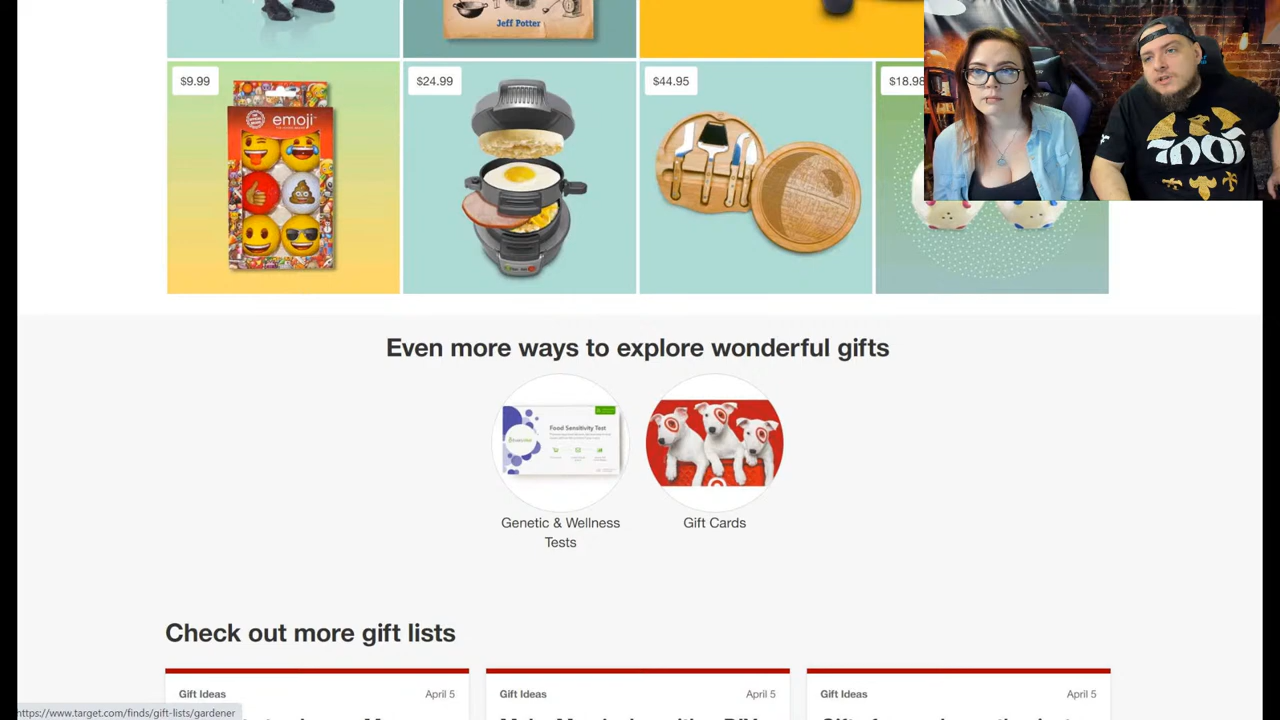 Jeff Potter
$9.99
$24.99
$44.95
$18.98
emoji
Even more ways to explore wonderful gifts
Food Sensitivity Test
Genetic & Wellness
Tests
Gift Cards
Check out more gift lists
Gift Ideas
April 5
Gift Ideas
April 5
Gift Ideas
April 5
https://www.target.com/finds/gift-lists/gardener